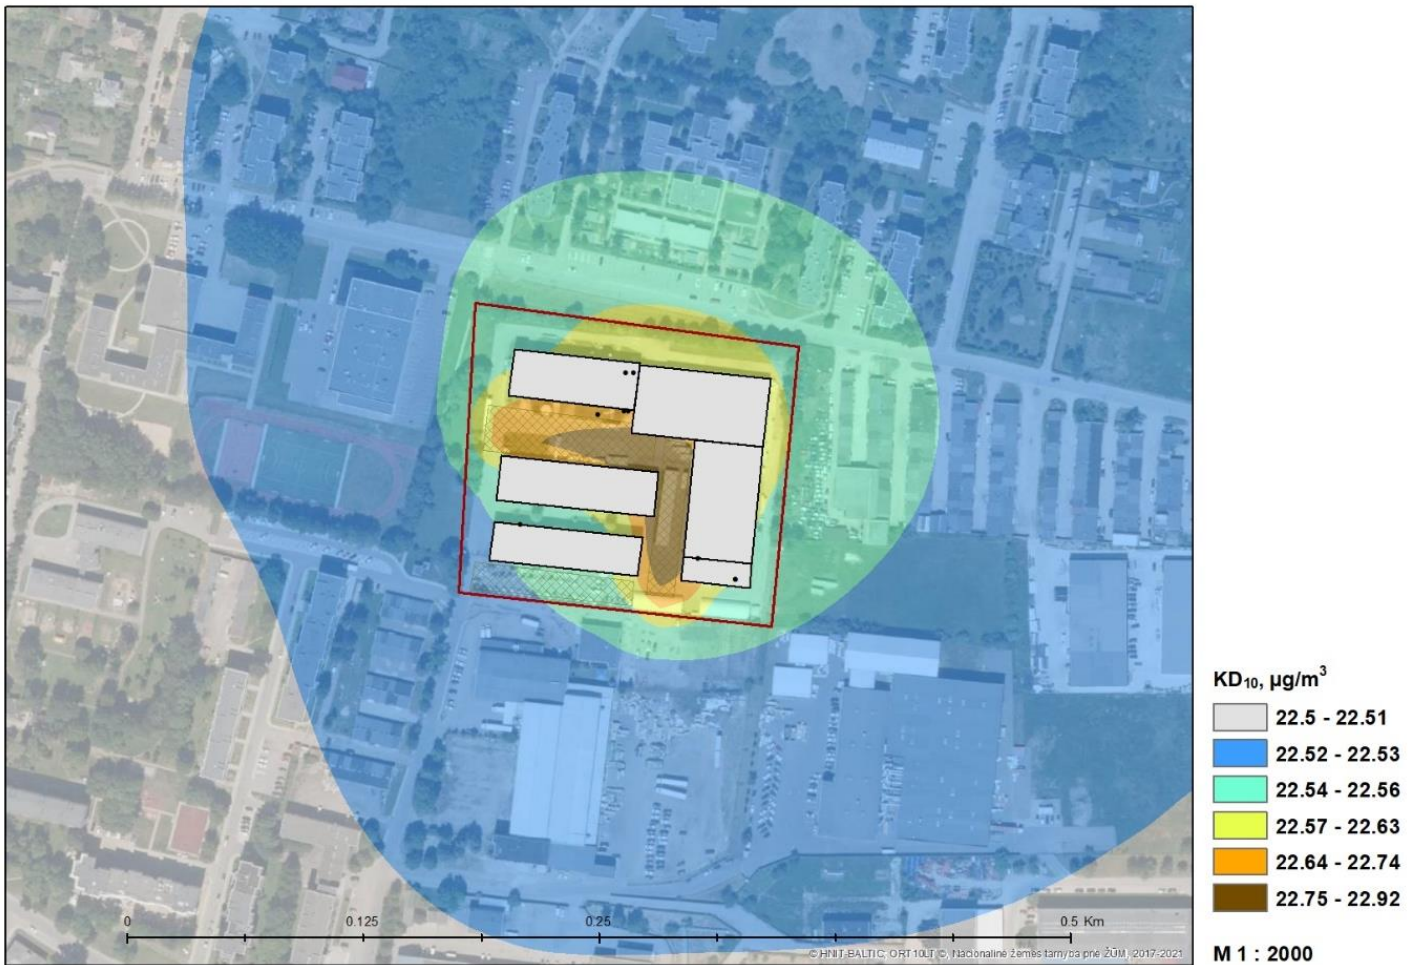 KD₁₀, µg/m³
22.5 - 22.51
22.52 - 22.53
22.54 - 22.56
22.57 - 22.63
22.64 - 22.74
22.75 - 22.92
M 1 : 2000
0 0.125 0.25 0.5 Km
© HNIT-BALTIC, ORT10LT ©, Nacionalinė žemės tarnyba prie ŽŪM, 2017-2021